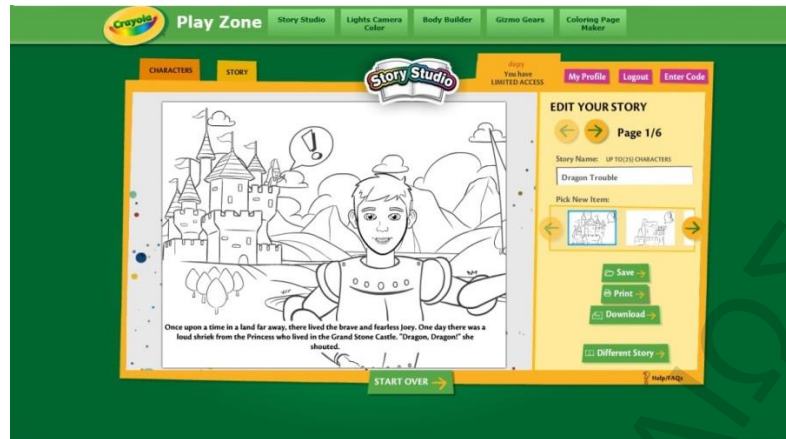 Crayola
Play Zone
Story Studio
Lights Camera
Color
Body Builder
Gizmo Gears
Coloring Page
Maker
CHARACTERS
STORY
Story Studio
dopy
You have
LIMITED ACCESS
My Profile
Logout
Enter Code
EDIT YOUR STORY
Page 1/6
Story Name: UP TO(25) CHARACTERS
Dragon Trouble
Pick New Item:
Save
Print
Download
Different Story
!
Once upon a time in a land far away, there lived the brave and fearless Joey. One day there was a
loud shriek from the Princess who lived in the Grand Stone Castle. "Dragon, Dragon!" she
shouted.
START OVER
Help/FAQs